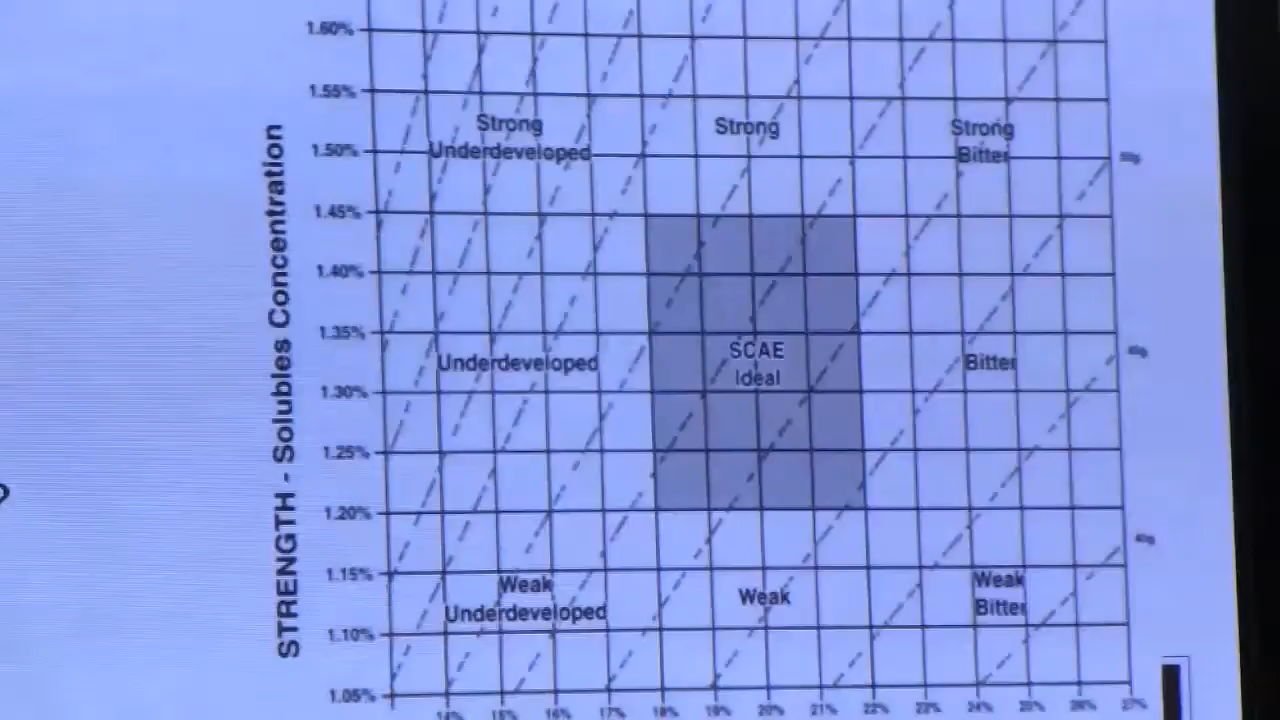 STRENGTH - Solubles Concentration
1.60%
1.55%
1.50%
1.45%
1.40%
1.35%
1.30%
1.25%
1.20%
1.15%
1.10%
1.05%
Strong
Underdeveloped
Strong
Strong
Bitter
Underdeveloped
SCAE
Ideal
Bitter
Weak
Underdeveloped
Weak
Weak
Bitter
14%
15%
16%
17%
18%
19%
20%
21%
22%
23%
24%
25%
26%
27%